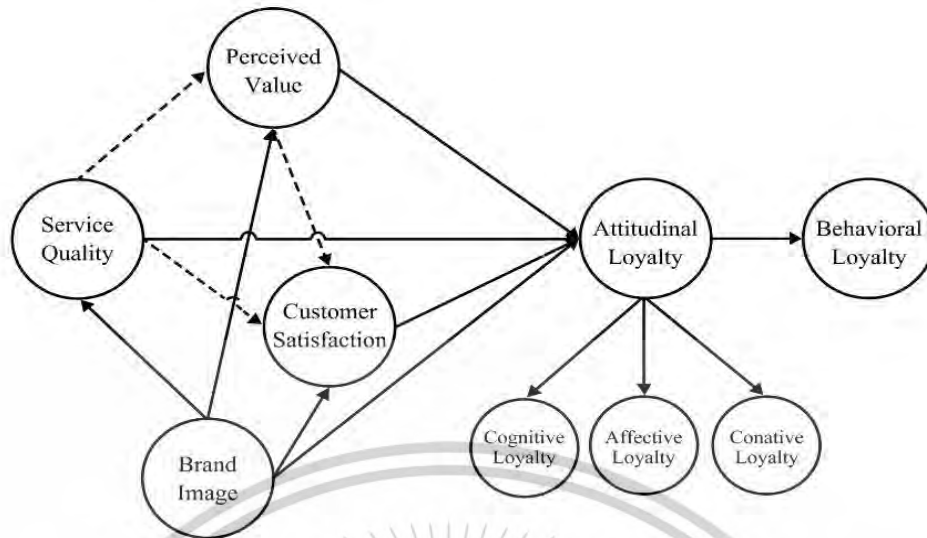 Perceived
Value
Service
Quality
Attitudinal
Loyalty
Behavioral
Loyalty
Customer
Satisfaction
Cognitive
Loyalty
Affective
Loyalty
Conative
Loyalty
Brand
Image